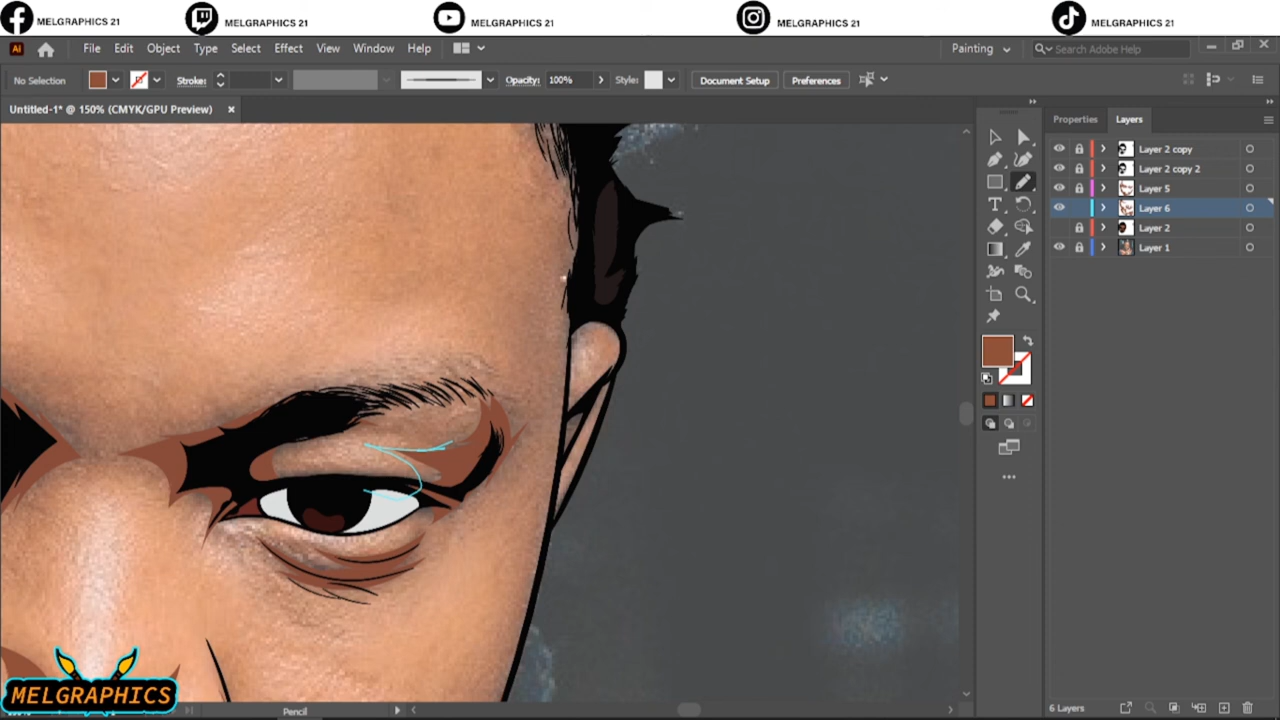 MELGRAPHICS 21 MELGRAPHICS 21 MELGRAPHICS 21 MELGRAPHICS 21 MELGRAPHICS 21
Ai File Edit Object Type Select Effect View Window Help Painting Search Adobe Help
No Selection Stroke: Opacity: 100% Style: Document Setup Preferences
Untitled-1* @ 150% (CMYK/GPU Preview)
Properties Layers
Layer 2 copy
Layer 2 copy 2
Layer 5
Layer 6
Layer 2
Layer 1
MELGRAPHICS
Pencil
6 Layers